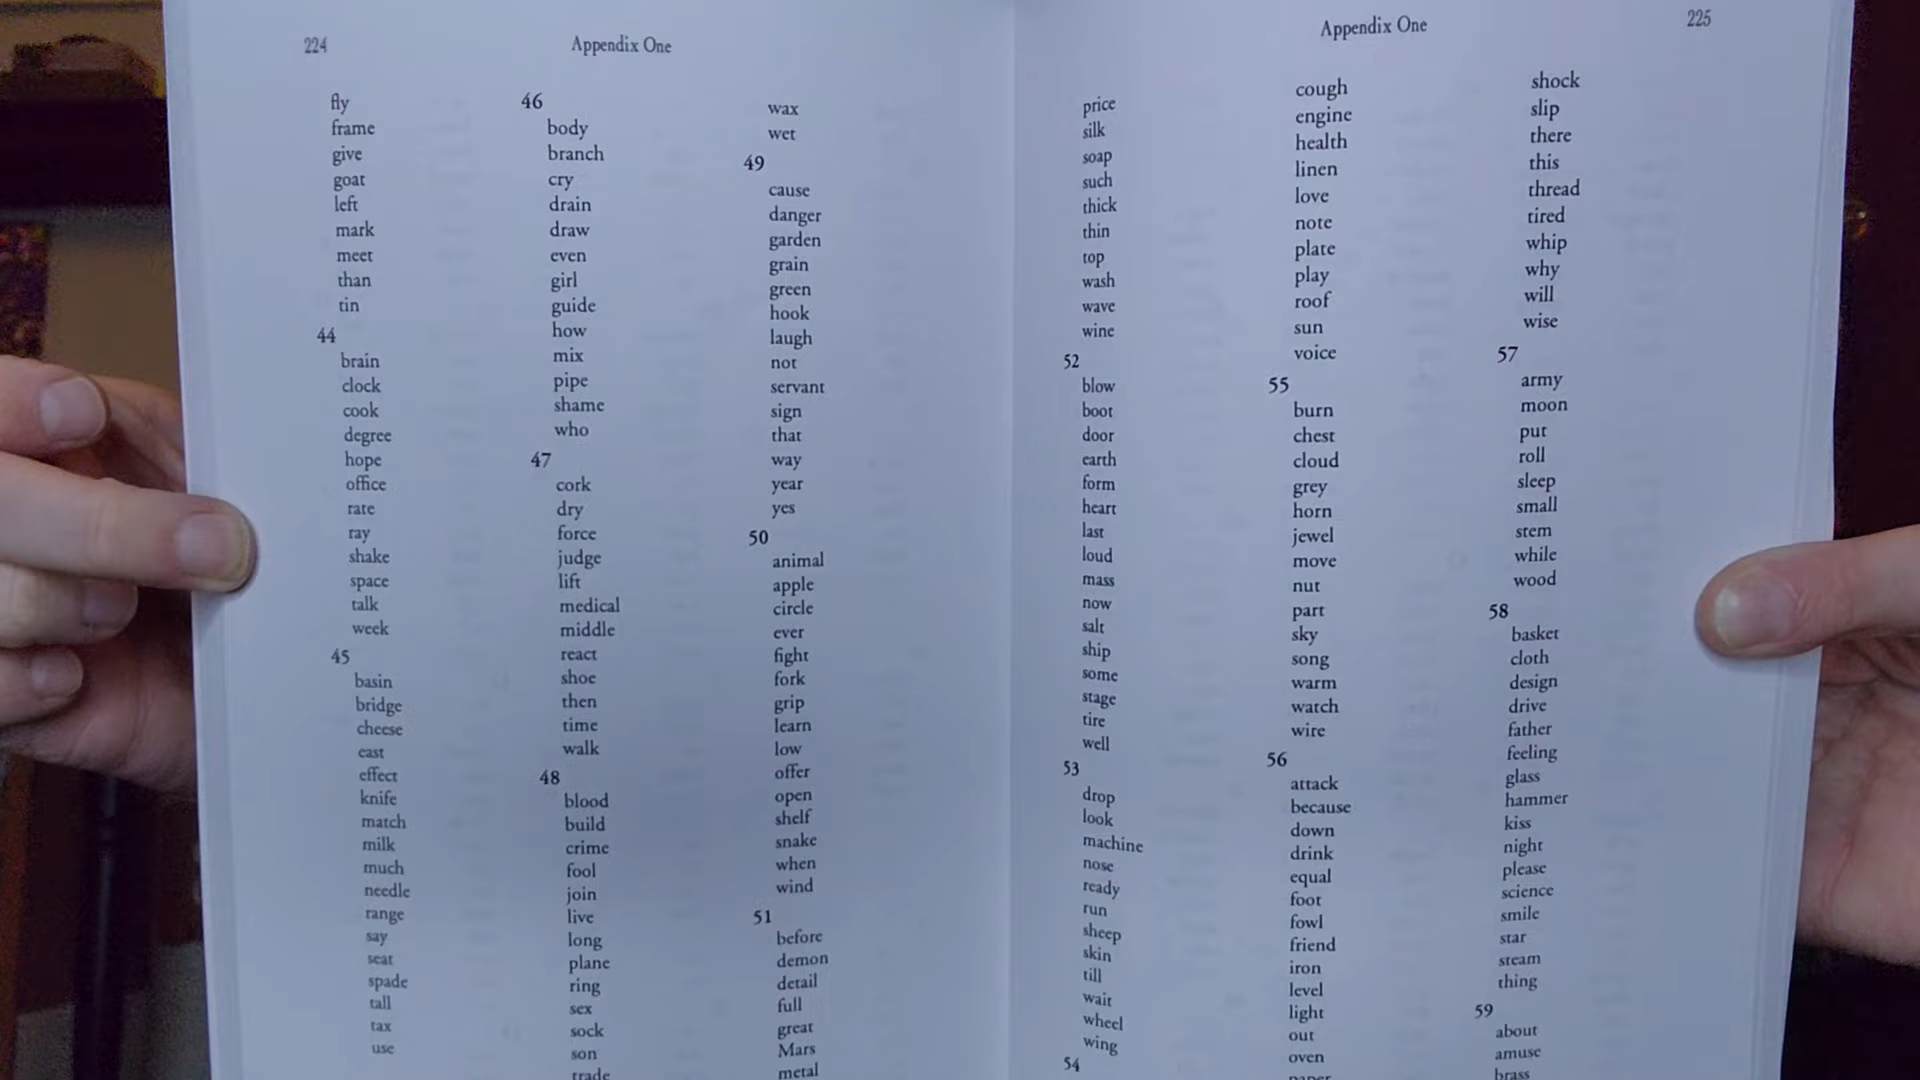 224
Appendix One
fly
frame
give
goat
left
mark
meet
than
tin
44
brain
clock
cook
degree
hope
office
rate
ray
shake
space
talk
week
45
basin
bridge
cheese
east
effect
knife
match
milk
much
needle
range
say
seat
spade
tall
tax
use
46
body
branch
cry
drain
draw
even
girl
guide
how
mix
pipe
shame
who
47
cork
dry
force
judge
lift
medical
middle
react
shoe
then
time
walk
48
blood
build
crime
fool
join
live
long
plane
ring
sex
sock
son
trade
wax
wet
49
cause
danger
garden
grain
green
hook
laugh
not
servant
sign
that
way
year
yes
50
animal
apple
circle
ever
fight
fork
grip
learn
low
offer
open
shelf
snake
when
wind
51
before
demon
detail
full
great
Mars
metal
Appendix One
225
price
silk
soap
such
thick
thin
top
wash
wave
wine
52
blow
boot
door
earth
form
heart
last
loud
mass
now
salt
ship
some
stage
tire
well
53
drop
look
machine
nose
ready
run
sheep
skin
till
wait
wheel
wing
54
cough
engine
health
linen
love
note
plate
play
roof
sun
voice
55
burn
chest
cloud
grey
horn
jewel
move
nut
part
sky
song
warm
watch
wire
56
attack
because
down
drink
equal
foot
fowl
friend
iron
level
light
out
oven
shock
slip
there
this
thread
tired
whip
why
will
wise
57
army
moon
put
roll
sleep
small
stem
while
wood
58
basket
cloth
design
drive
father
feeling
glass
hammer
kiss
night
please
science
smile
star
steam
thing
59
about
amuse
brass